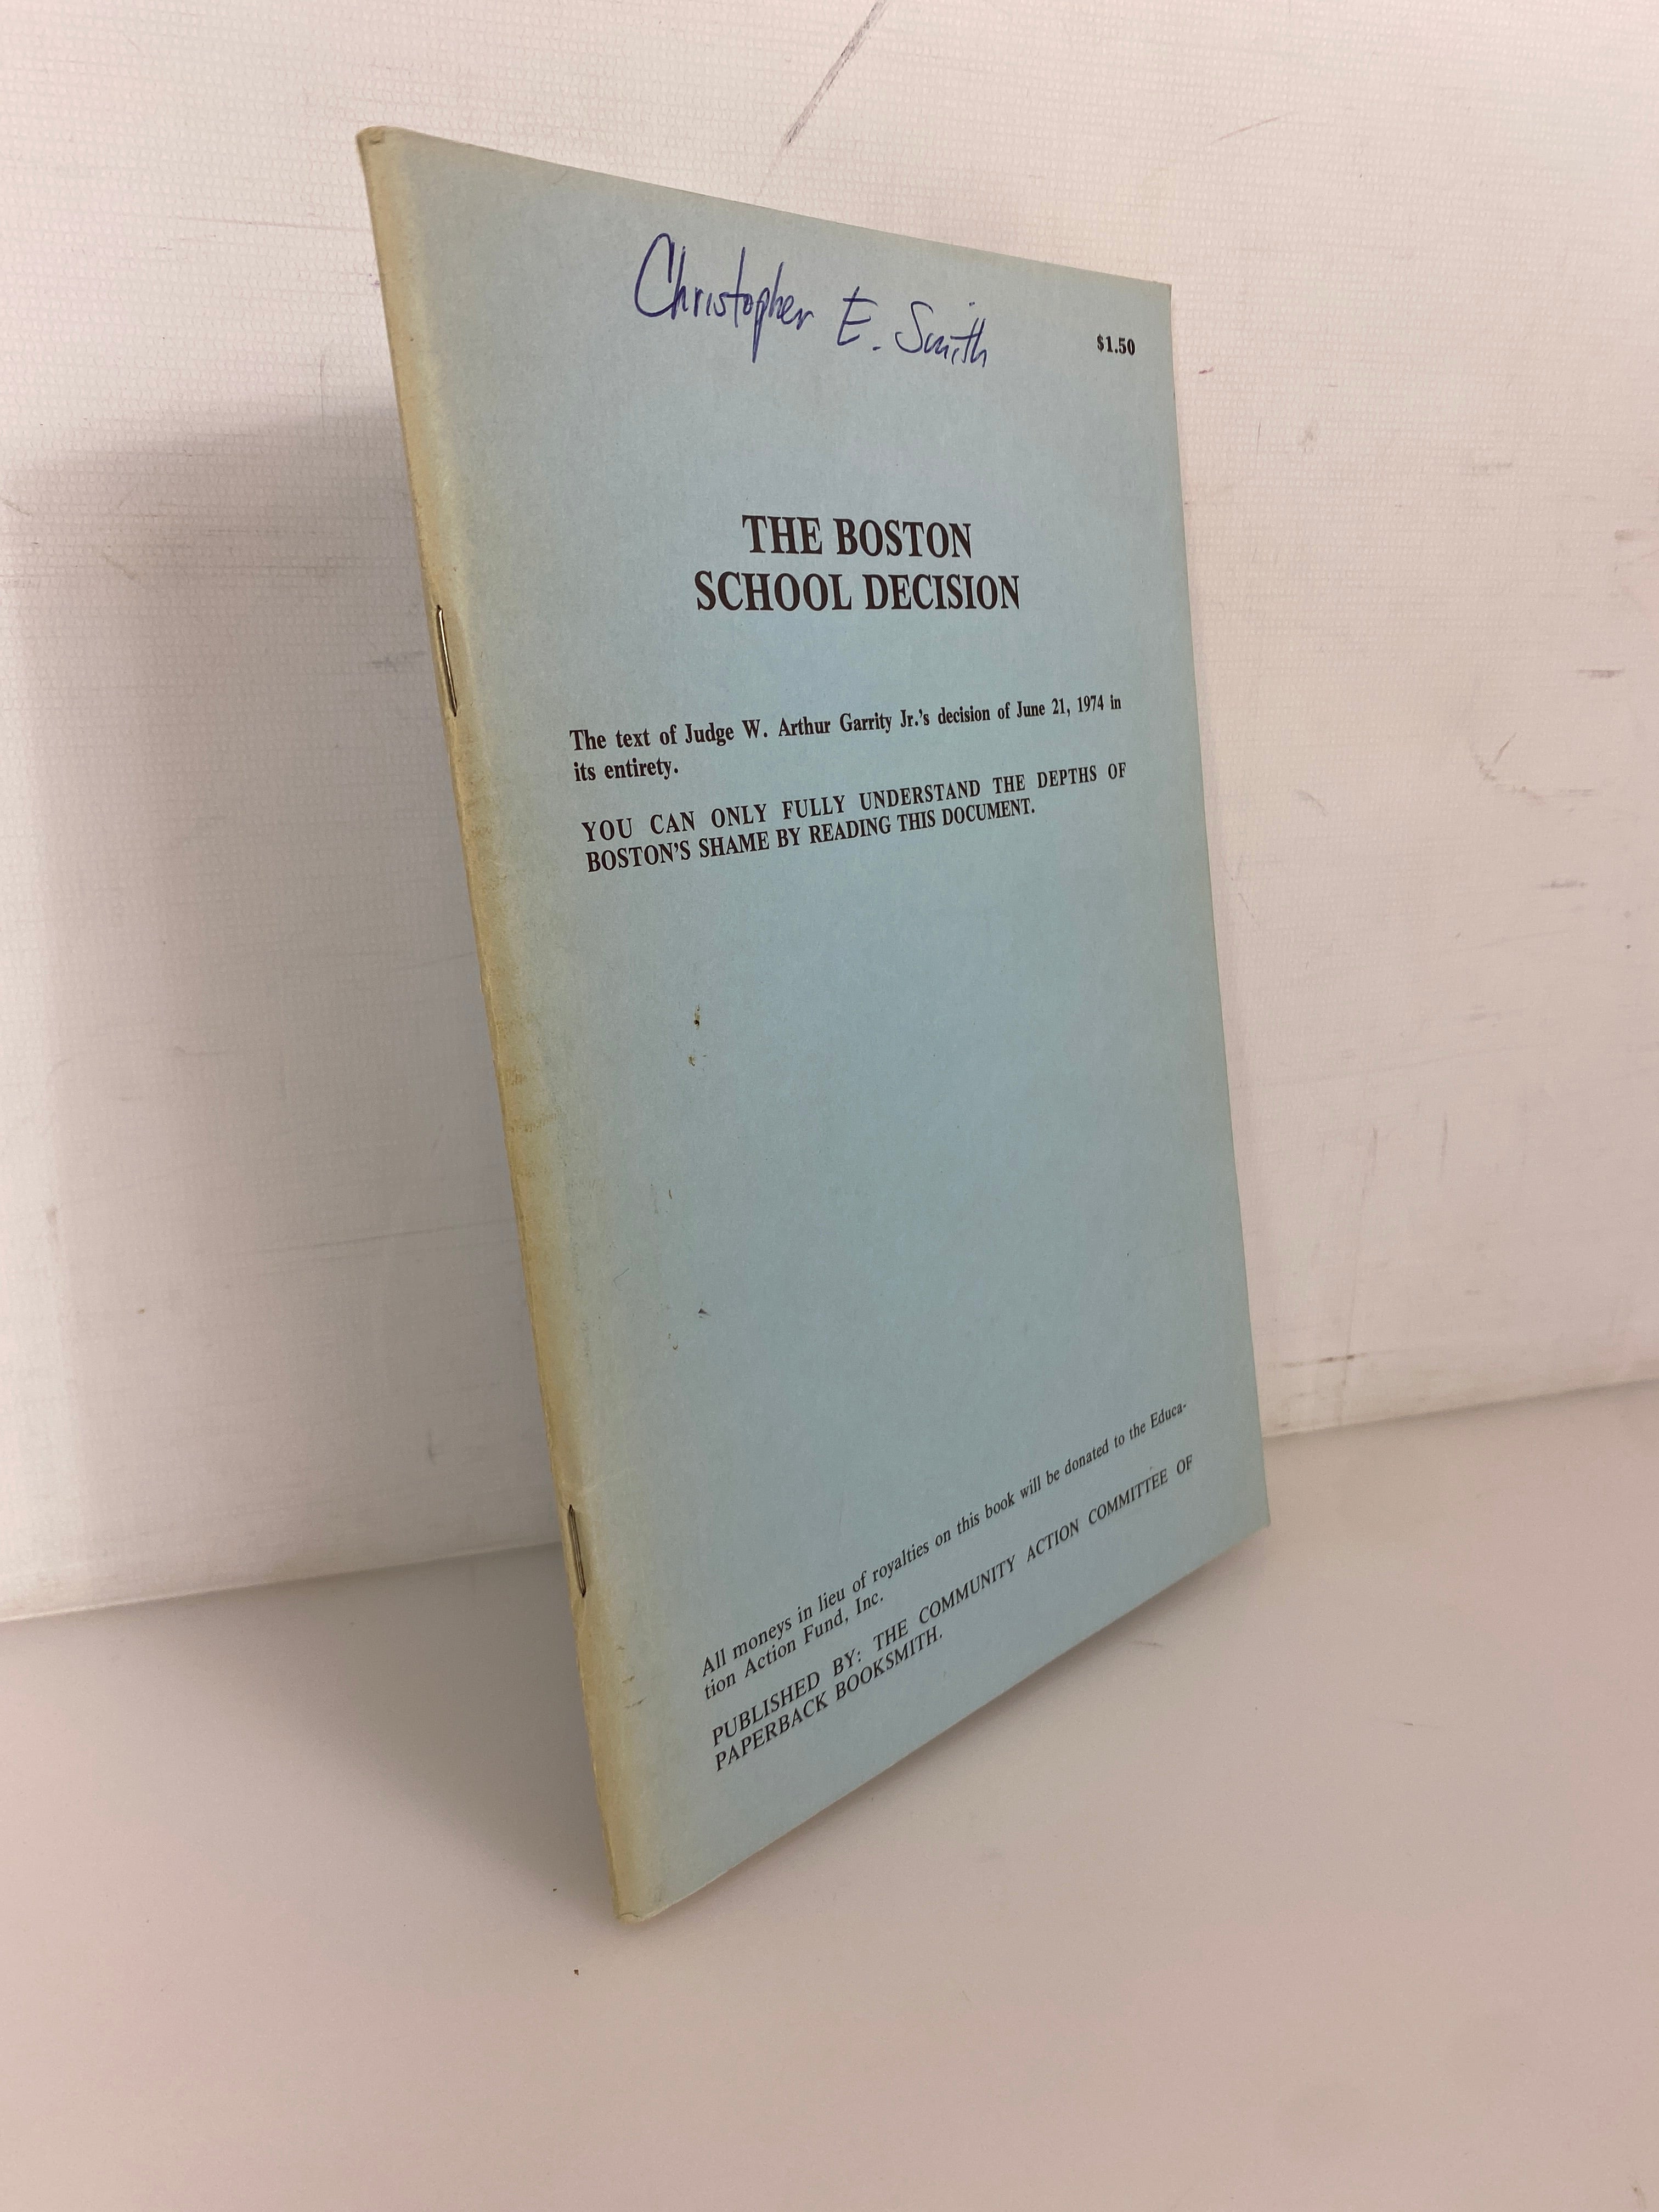 Christopher E. Smith
$1.50
THE BOSTON
SCHOOL DECISION
The text of Judge W. Arthur Garrity Jr.'s decision of June 21, 1974 in
its entirety.
YOU CAN ONLY FULLY UNDERSTAND THE DEPTHS OF
BOSTON'S SHAME BY READING THIS DOCUMENT.
All moneys in lieu of royalties on this book will be donated to the Educa-
tion Action Fund, Inc.
PUBLISHED BY: THE COMMUNITY ACTION COMMITTEE OF
PAPERBACK BOOKSMITH.